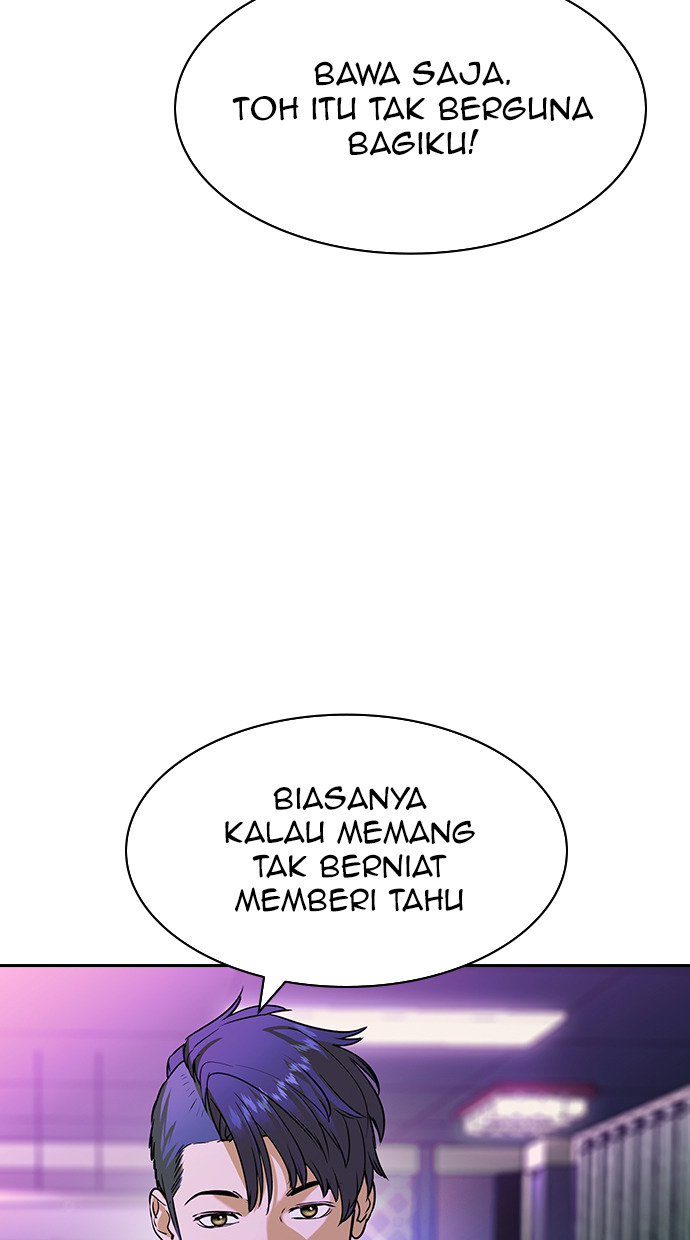 BAWA SAJA.
TOH ITU TAK BERGUNA
BAGIKU!
BIASANYA
KALAU MEMANG
TAK BERNIAT
MEMBERI TAHU